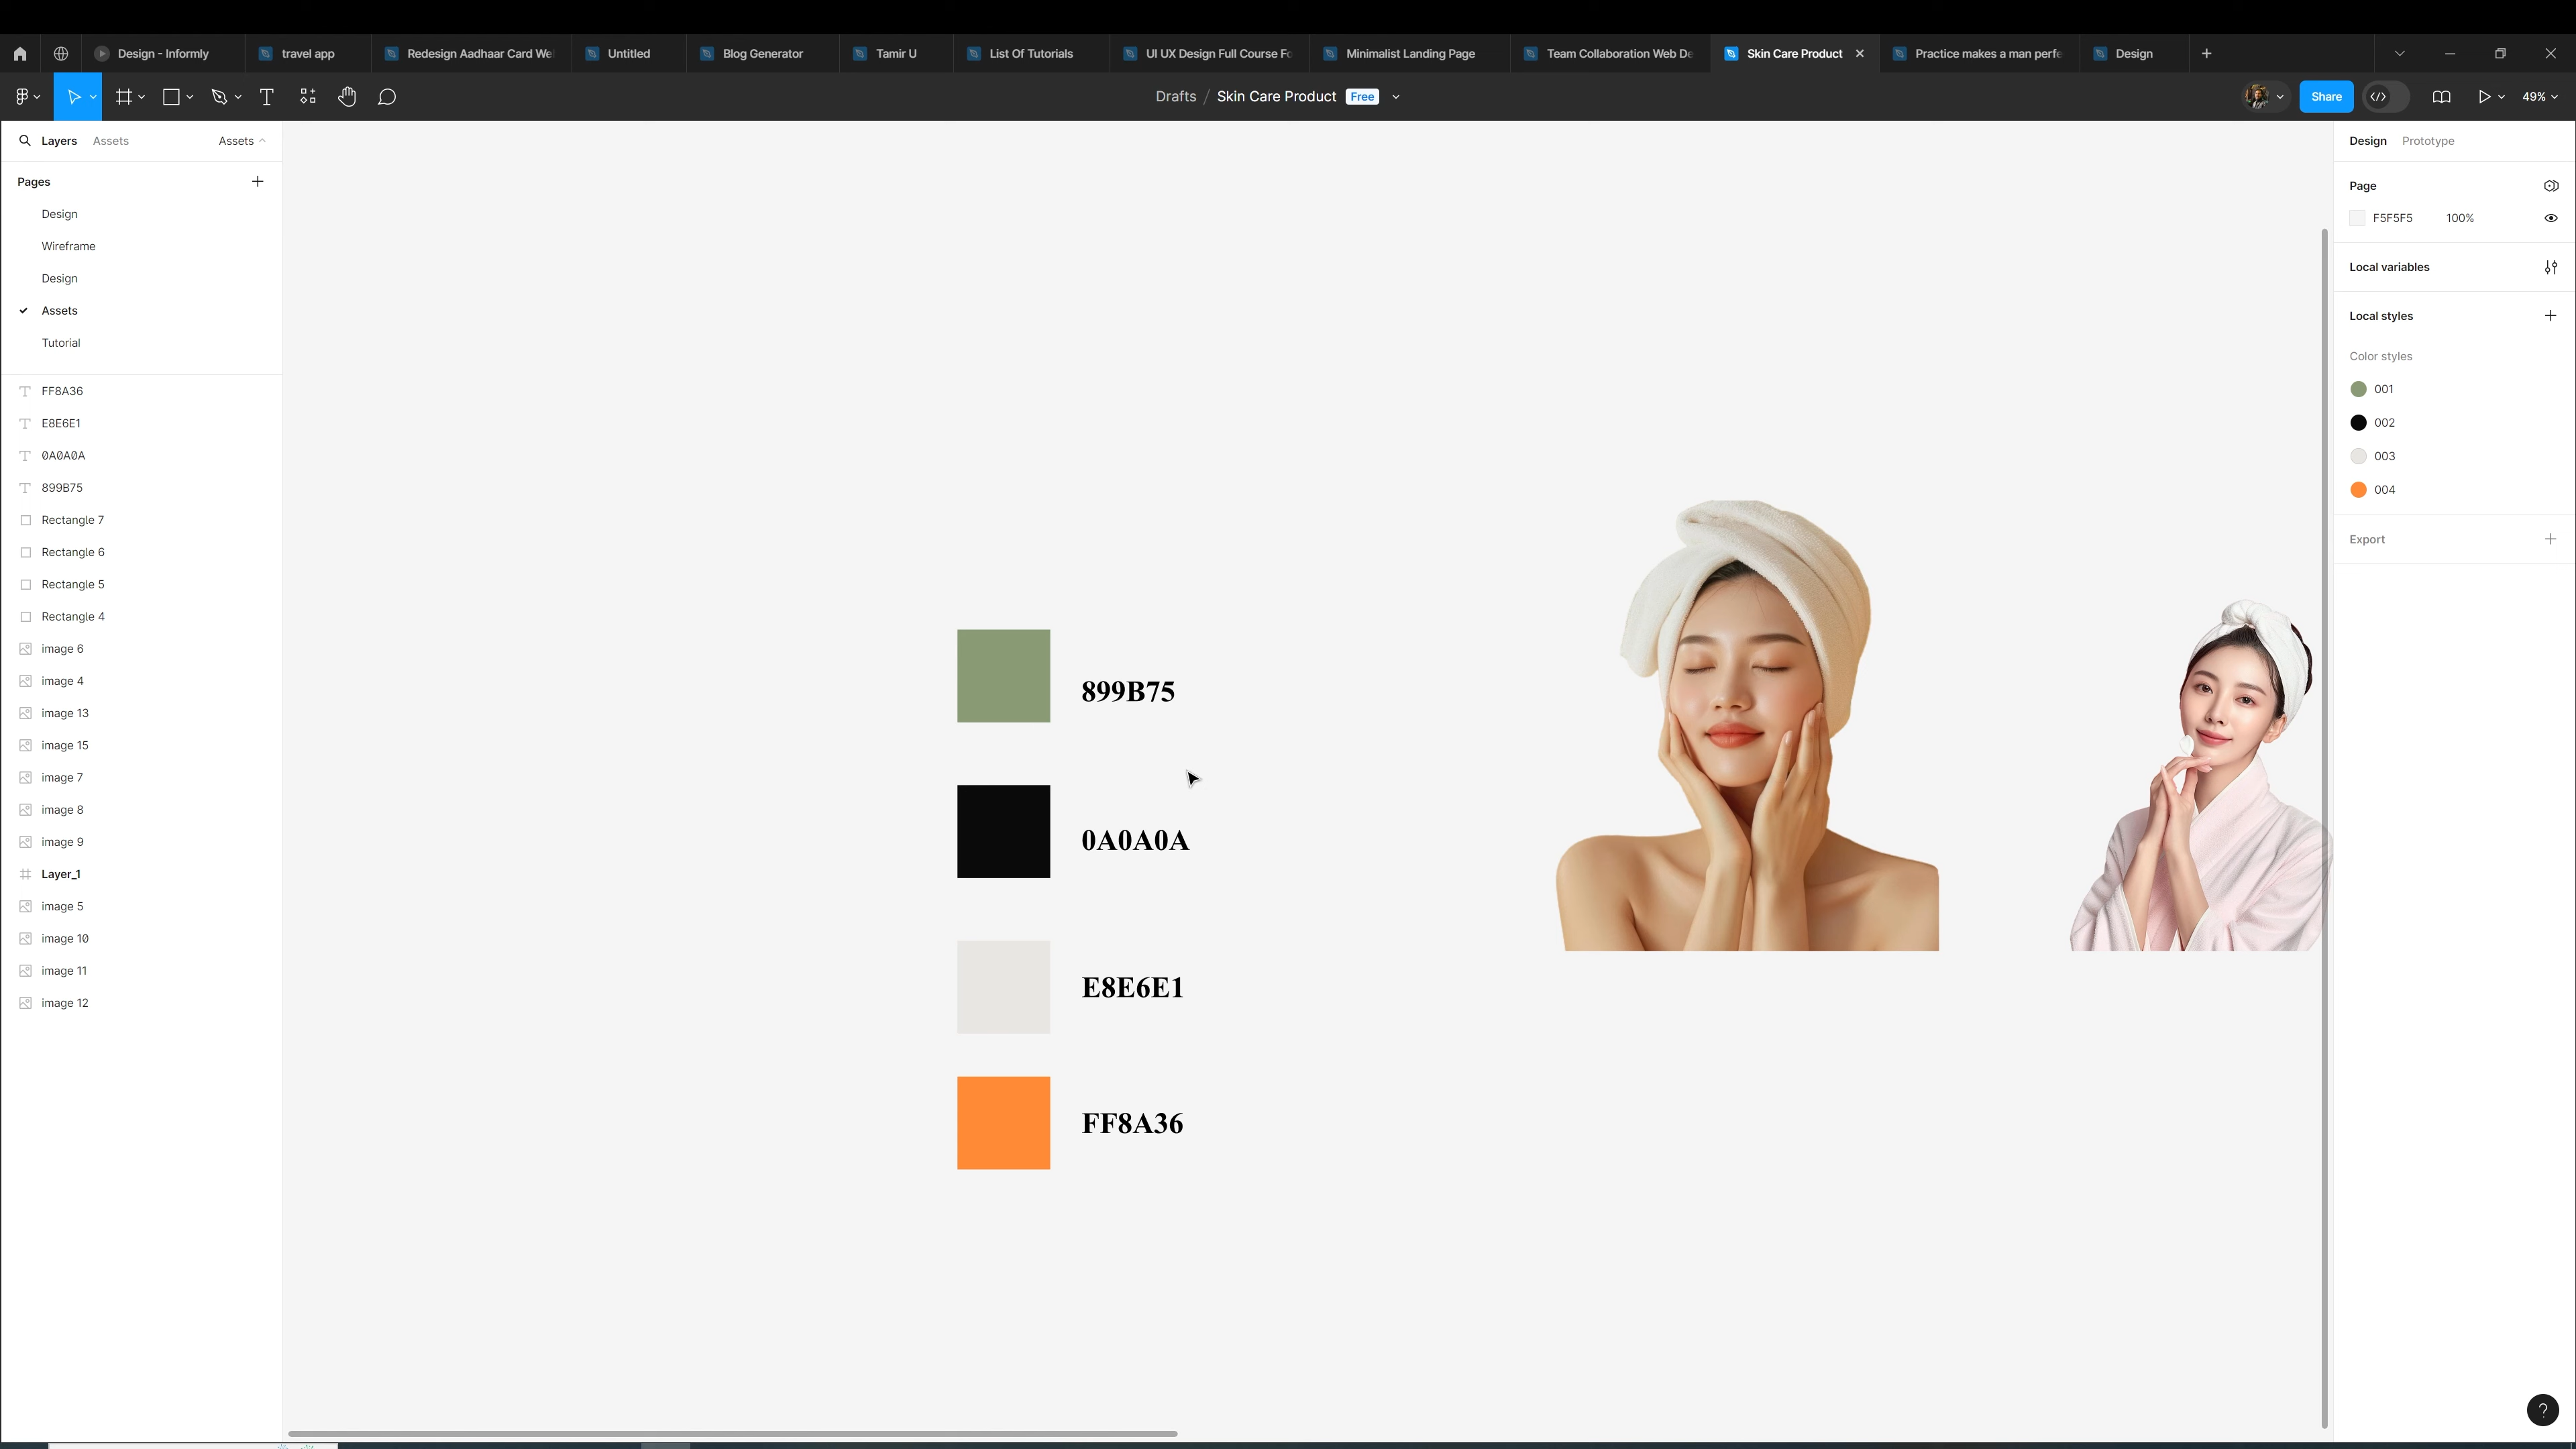 Design - Informly
travel app
Redesign Aadhaar Card We
Untitled
Blog Generator
Tamir U
List Of Tutorials
UI UX Design Full Course Fo
Minimalist Landing Page
Team Collaboration Web De
Skin Care Product
Practice makes a man perfe
Design
Drafts / Skin Care Product Free
Share
49%
Layers Assets Assets
Pages
Design
Wireframe
Design
Assets
Tutorial
FF8A36
E8E6E1
0A0A0A
899B75
Rectangle 7
Rectangle 6
Rectangle 5
Rectangle 4
image 6
image 4
image 13
image 15
image 7
image 8
image 9
Layer_1
image 5
image 10
image 11
image 12
899B75
0A0A0A
E8E6E1
FF8A36
Design Prototype
Page
F5F5F5 100%
Local variables
Local styles
Color styles
001
002
003
004
Export
?